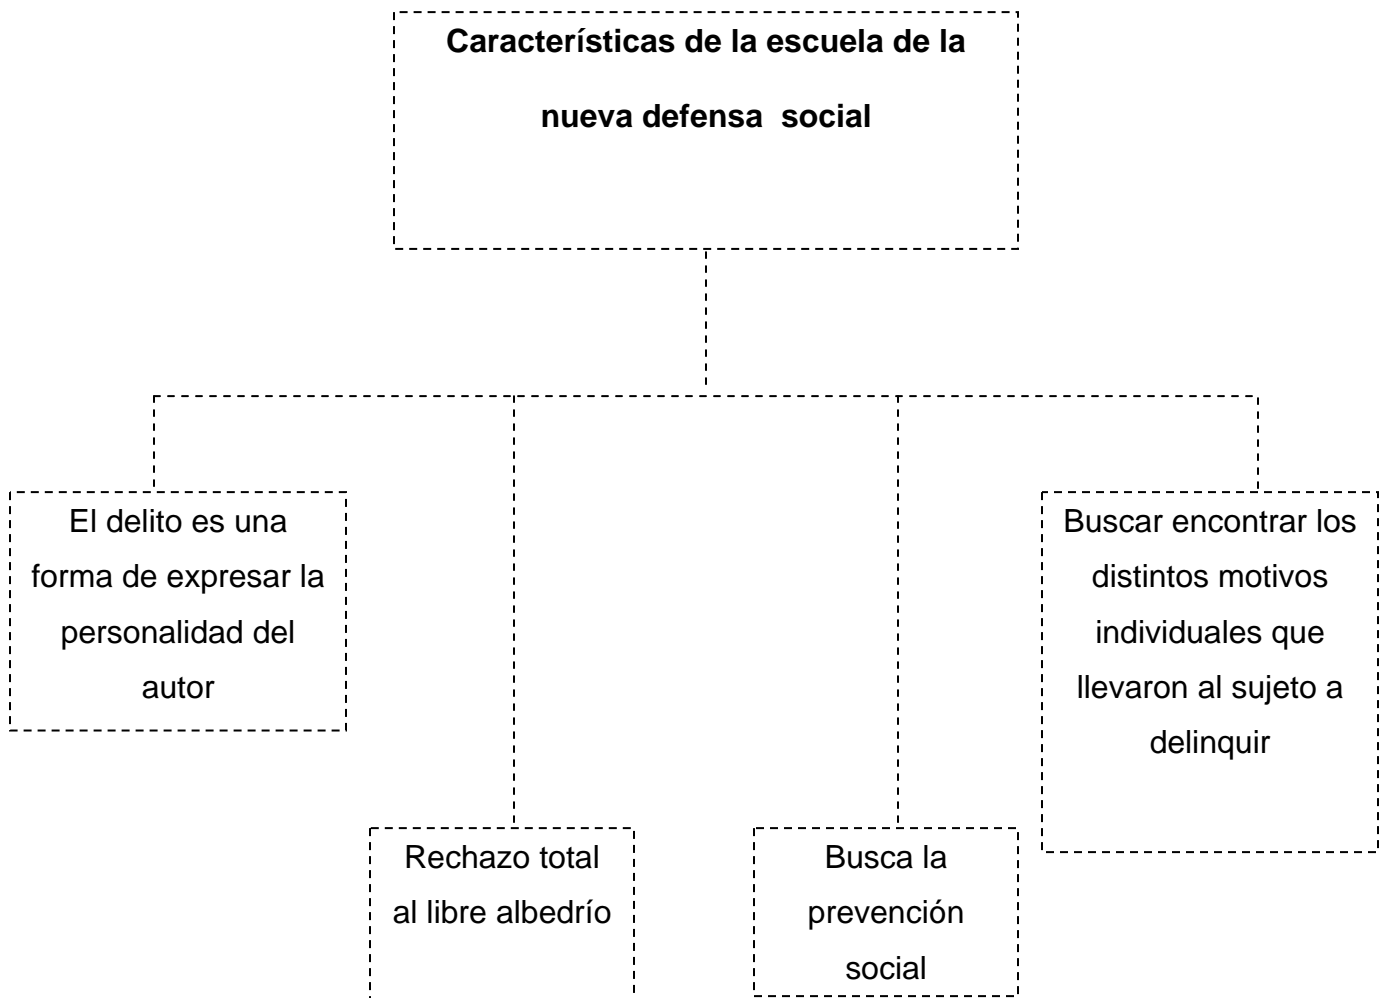 Características de la escuela de la
nueva defensa social
El delito es una
forma de expresar la
personalidad del
autor
Buscar encontrar los
distintos motivos
individuales que
llevaron al sujeto a
delinquir
Rechazo total
al libre albedrío
Busca la
prevención
social